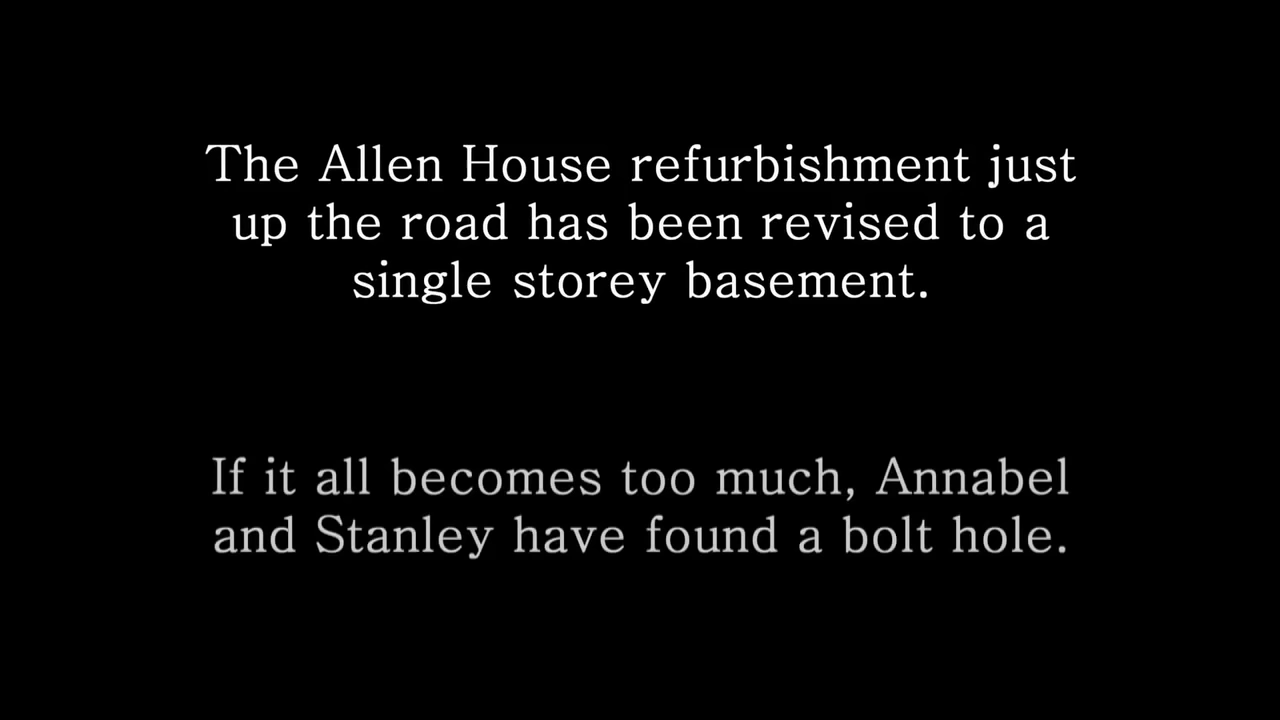 The Allen House refurbishment just
up the road has been revised to a
single storey basement.
If it all becomes too much, Annabel
and Stanley have found a bolt hole.